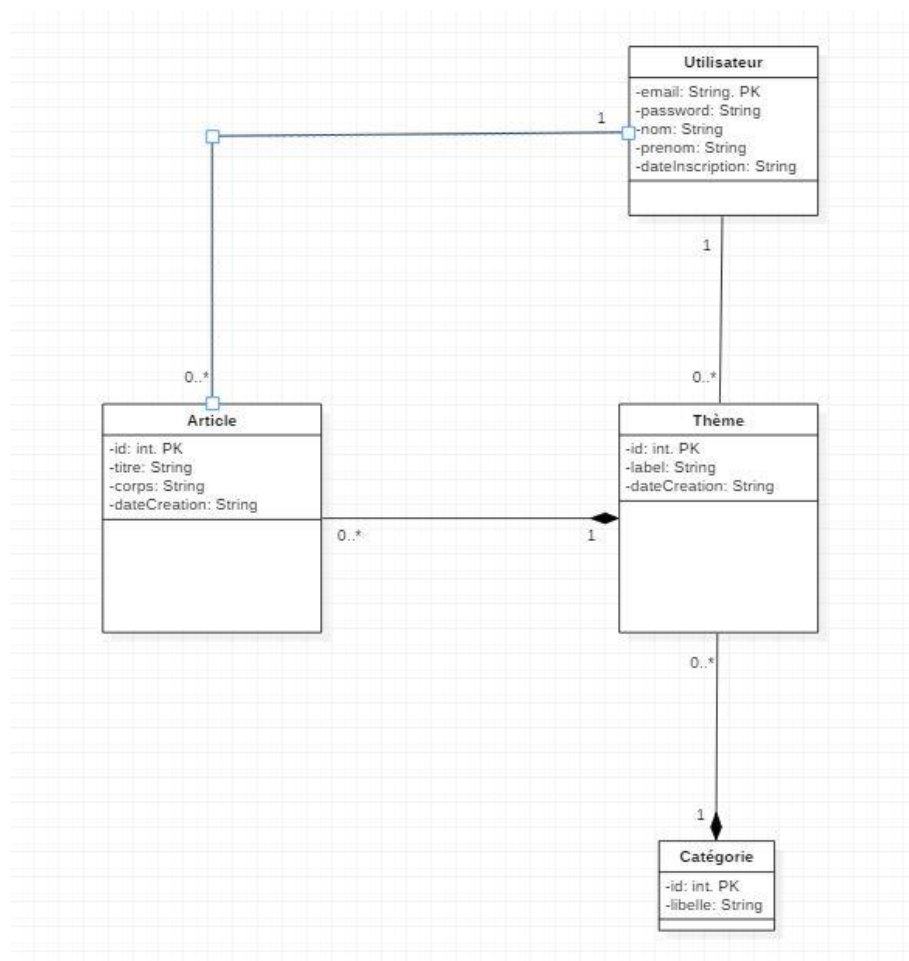 Utilisateur
-email: String. PK
-password: String
-nom: String
-prenom: String
-dateInscription: String
1
1
0..*
0..*
Article
-id: int. PK
-titre: String
-corps: String
-dateCreation: String
Thème
-id: int. PK
-label: String
-dateCreation: String
0..*
1
0..*
1
Catégorie
-id: int. PK
-libelle: String